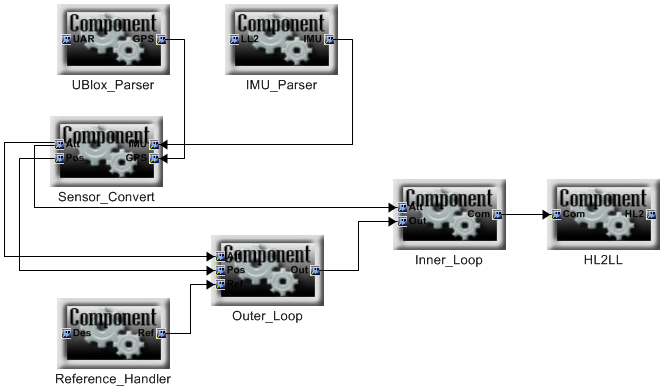 Component
UAR GPS
UBlox_Parser
Component
LL2 IMU
IMU_Parser
Component
Att IMU
Pos GPS
Sensor_Convert
Component
Att Com
Out
Inner_Loop
Component
Com HL2
HL2LL
Component
Att
Pos Out
Ref
Outer_Loop
Component
Des Ref
Reference_Handler